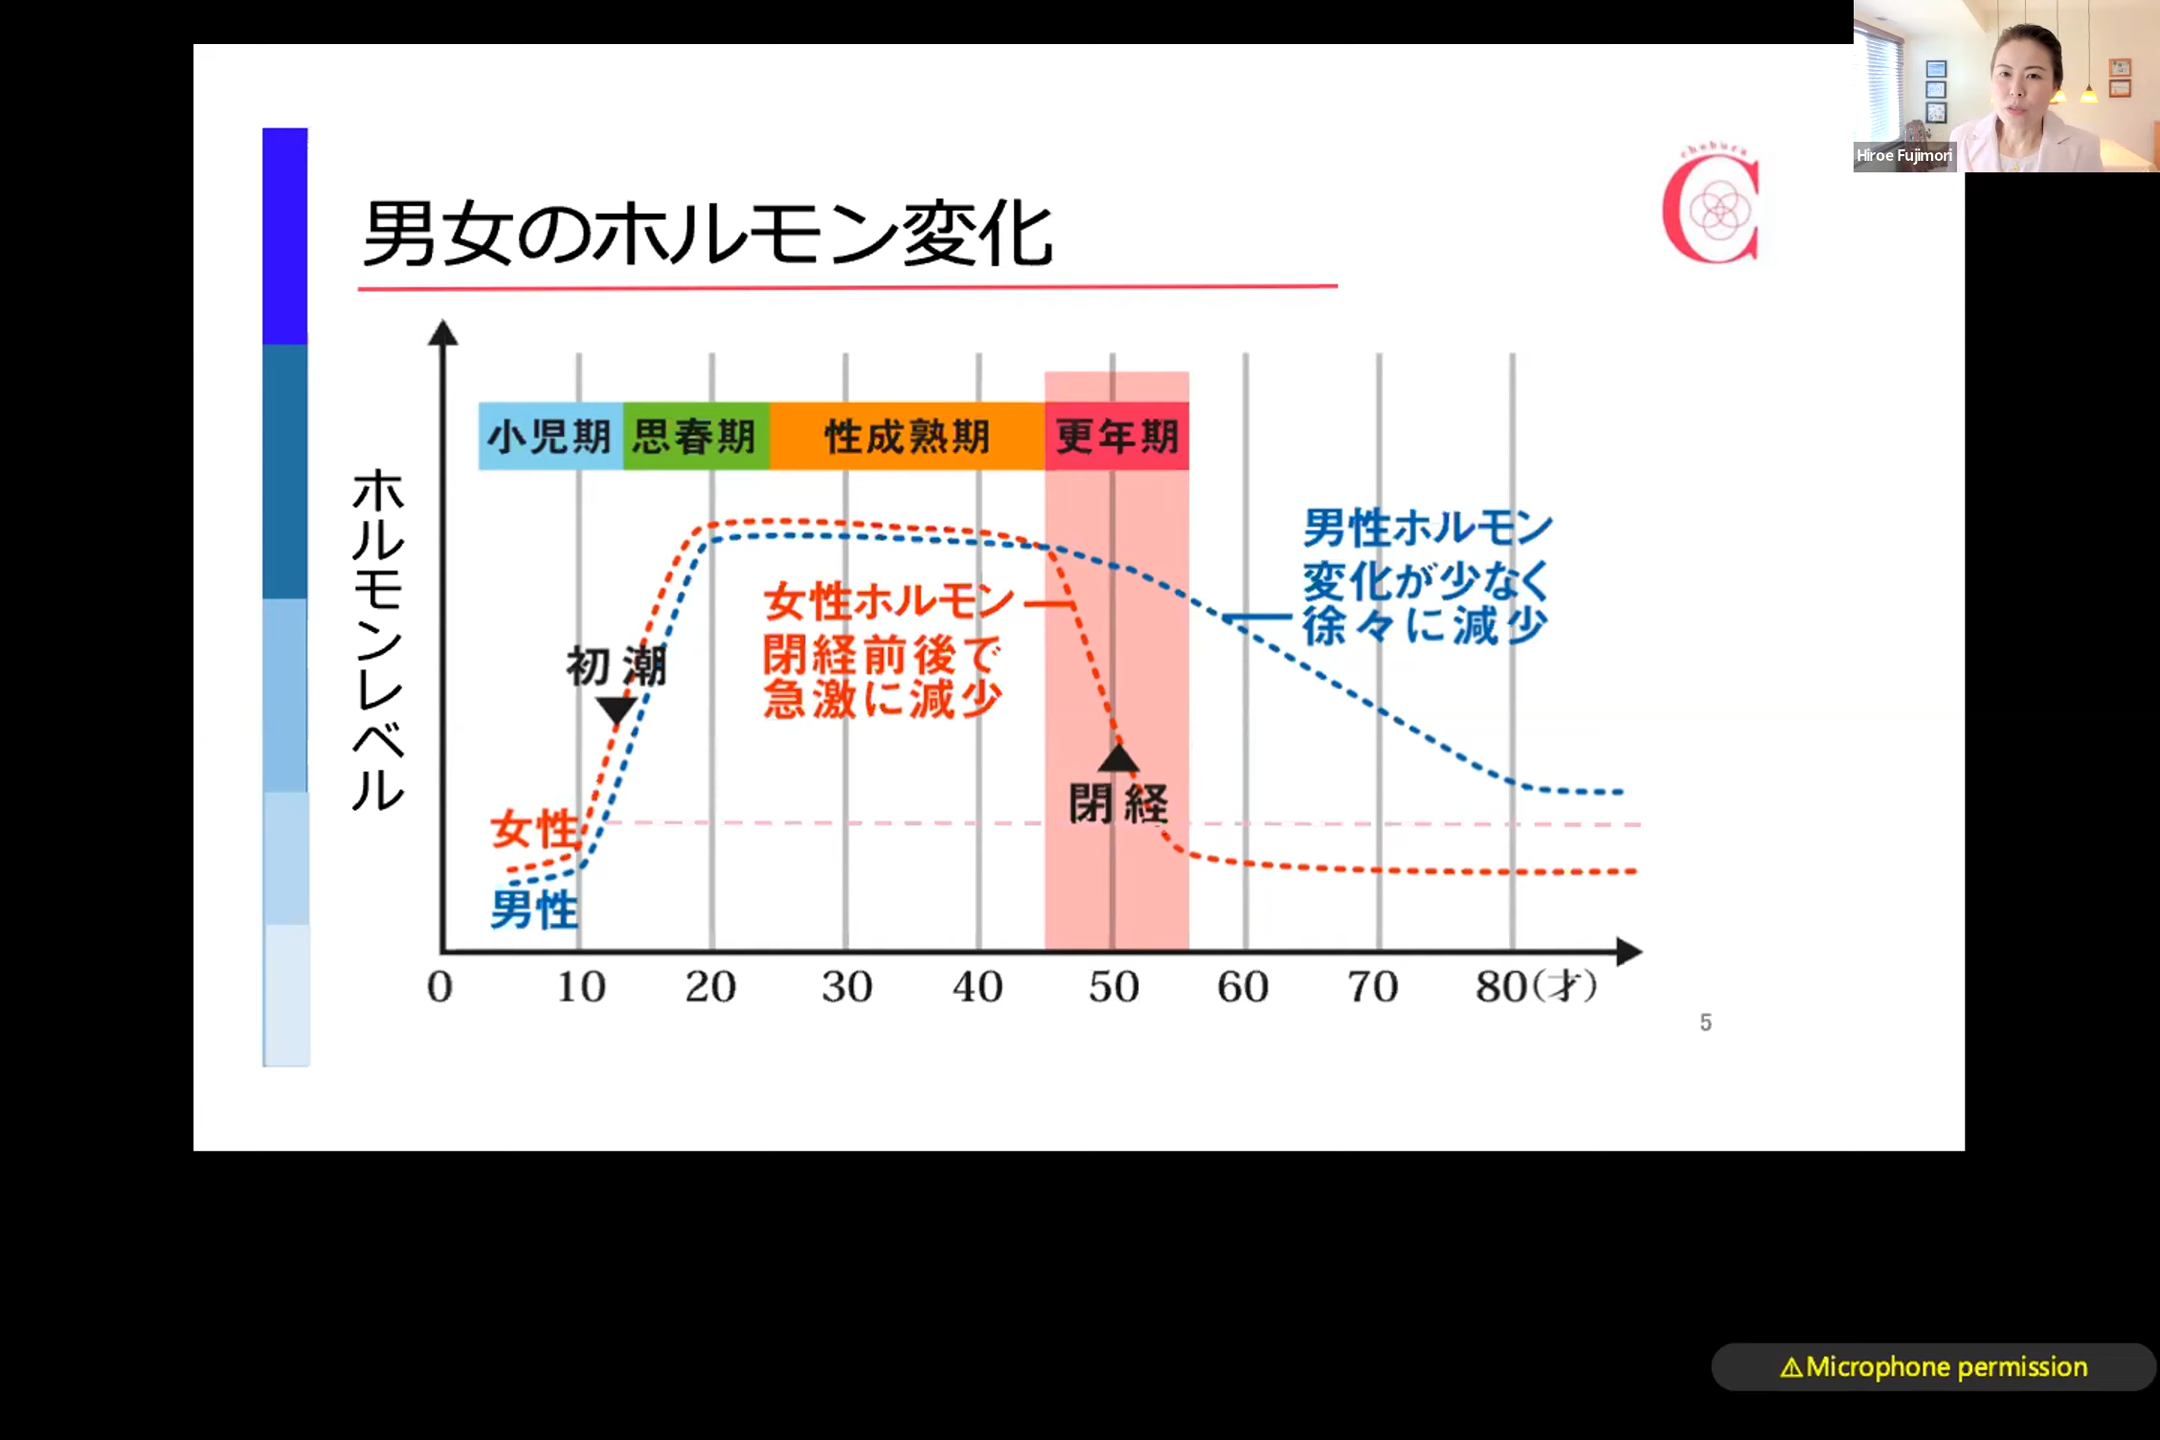 Hiroe Fujimori
chobura
C
男女のホルモン変化
ホルモンレベル
小児期 思春期 性成熟期 更年期
男性ホルモン
変化が少なく
徐々に減少
女性ホルモン
閉経前後で
急激に減少
初潮
閉経
女性
男性
0 10 20 30 40 50 60 70 80(才)
5
⚠Microphone permission